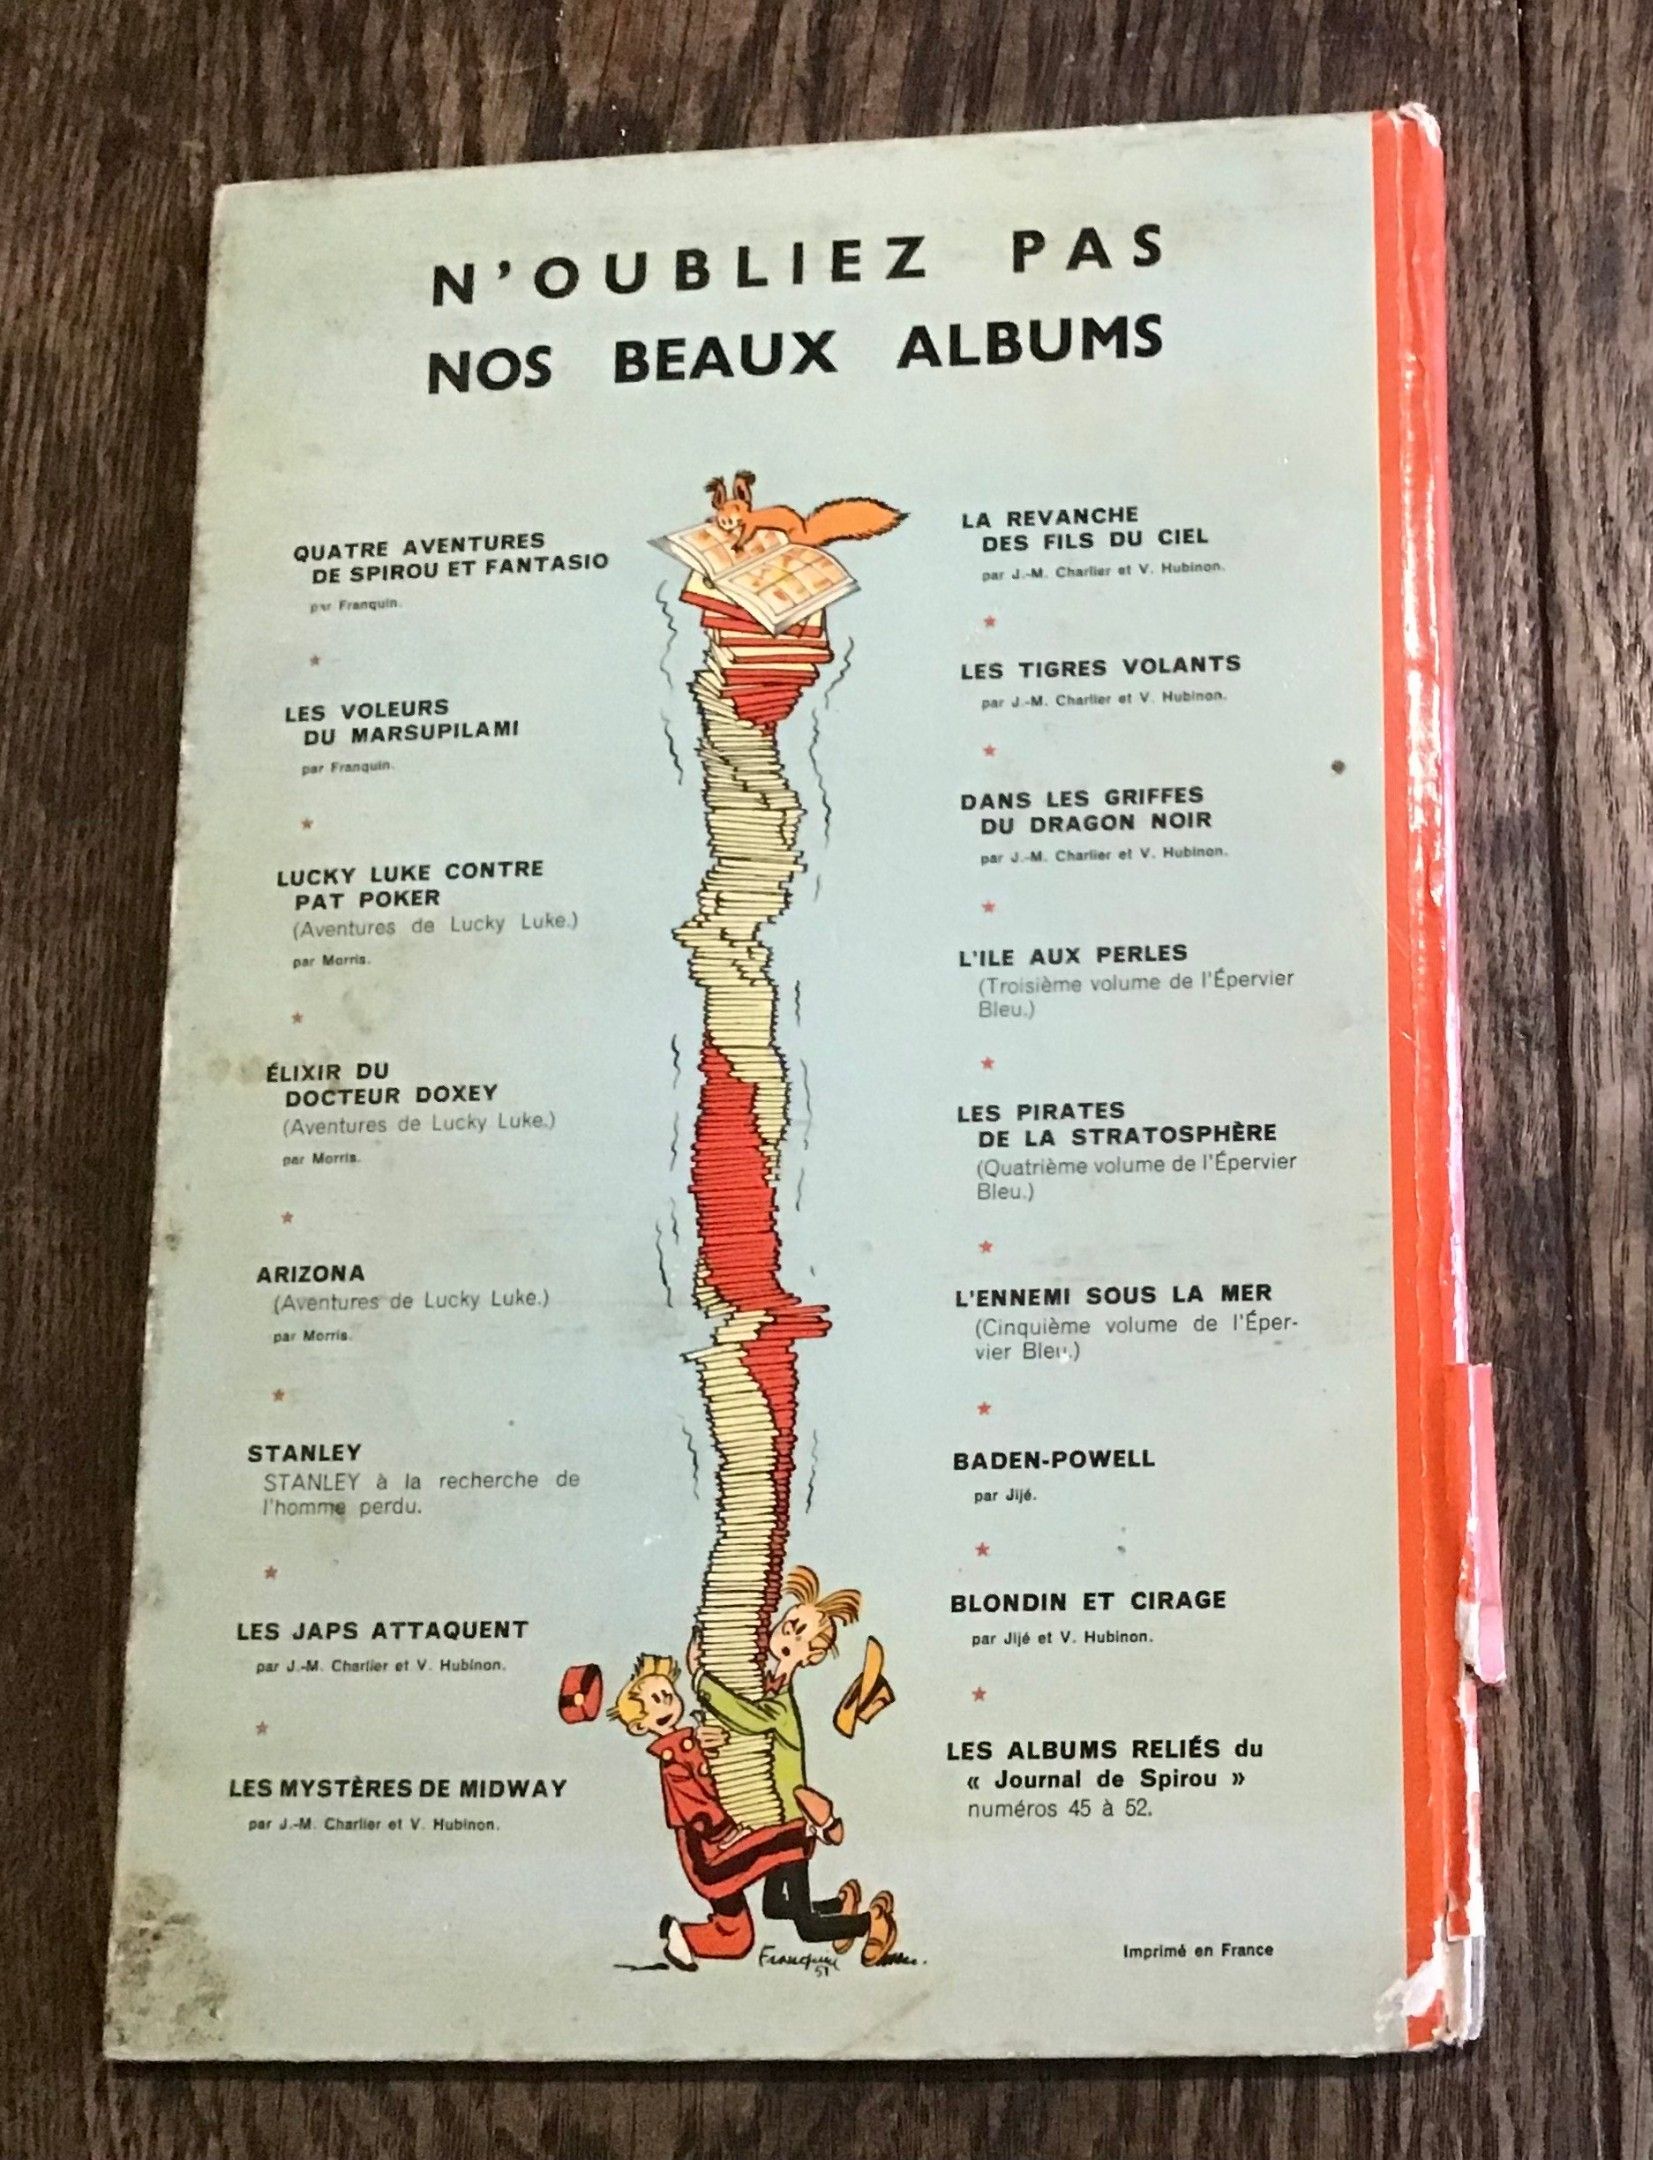 N'OUBLIEZ PAS
NOS BEAUX ALBUMS
QUATRE AVENTURES
DE SPIROU ET FANTASIO
par Franquin.
LES VOLEURS
DU MARSUPILAMI
par Franquin.
LUCKY LUKE CONTRE
PAT POKER
(Aventures de Lucky Luke.)
par Morris.
ÉLIXIR DU
DOCTEUR DOXEY
(Aventures de Lucky Luke.)
par Morris.
ARIZONA
(Aventures de Lucky Luke.)
par Morris.
STANLEY
STANLEY à la recherche de
l'homme perdu.
LES JAPS ATTAQUENT
par J.-M. Charlier et V. Hubinon.
LES MYSTÈRES DE MIDWAY
par J.-M. Charlier et V. Hubinon.
LA REVANCHE
DES FILS DU CIEL
par J.-M. Charlier et V. Hubinon.
LES TIGRES VOLANTS
par J.-M. Charlier et V. Hubinon.
DANS LES GRIFFES
DU DRAGON NOIR
par J.-M. Charlier et V. Hubinon.
L'ILE AUX PERLES
(Troisième volume de l'Épervier
Bleu.)
LES PIRATES
DE LA STRATOSPHÈRE
(Quatrième volume de l'Épervier
Bleu.)
L'ENNEMI SOUS LA MER
(Cinquième volume de l'Éper-
vier Bleu.)
BADEN-POWELL
par Jijé.
BLONDIN ET CIRAGE
par Jijé et V. Hubinon.
LES ALBUMS RELIÉS du
« Journal de Spirou »
numéros 45 à 52.
Franquin
51
Imprimé en France